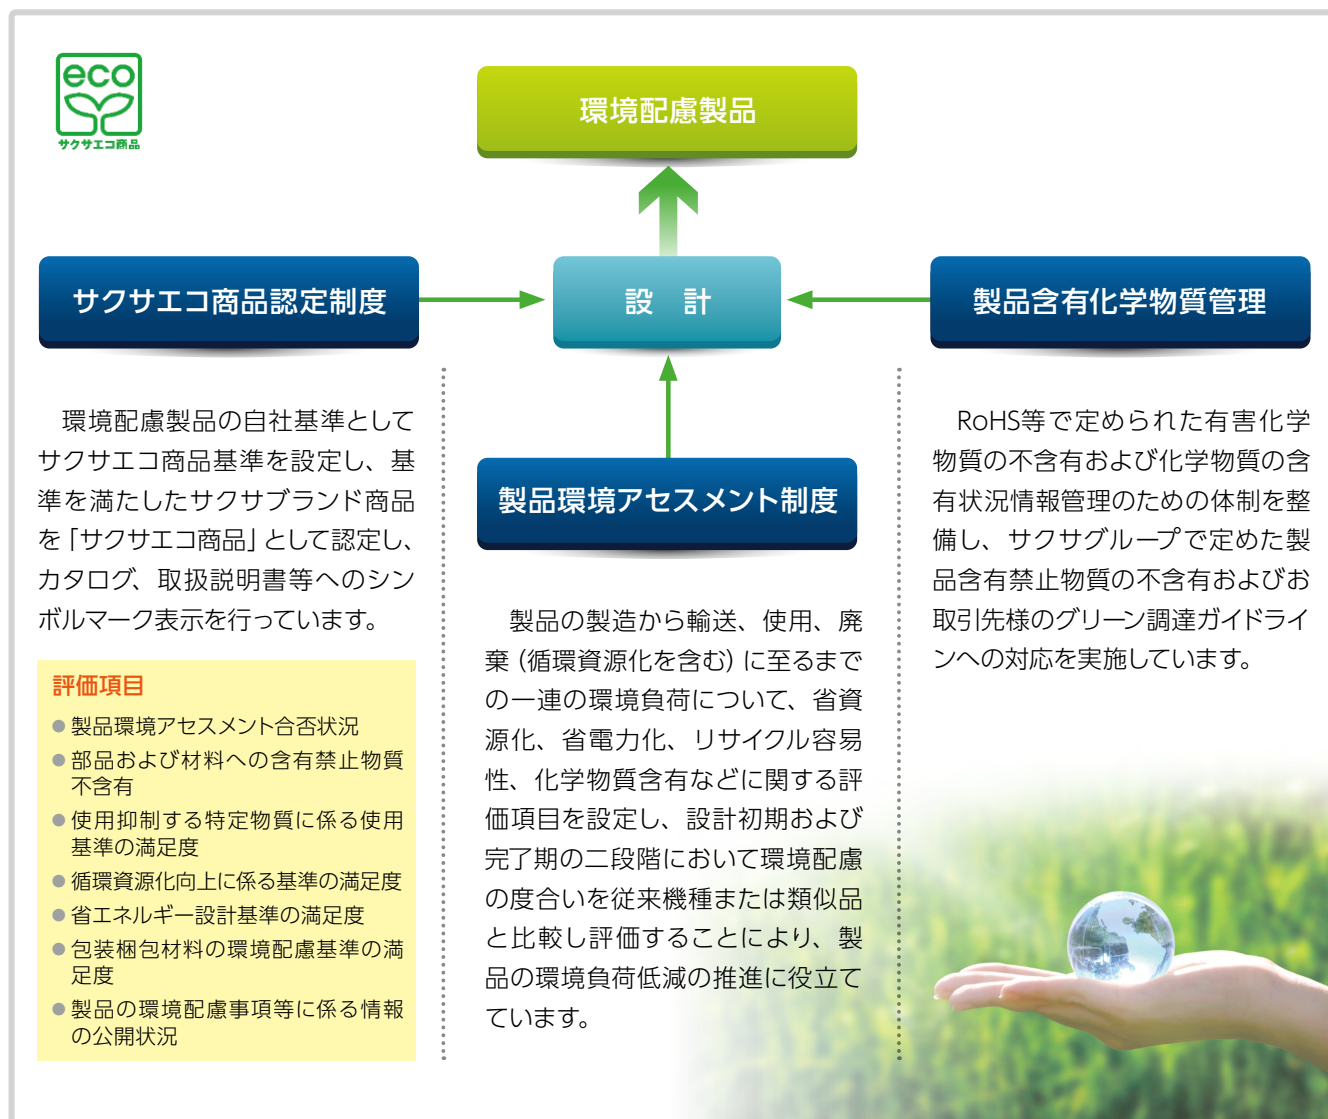 eco
サクサエコ商品
環境配慮製品
サクサエコ商品認定制度
設 計
製品含有化学物質管理
環境配慮製品の自社基準として
サクサエコ商品基準を設定し、基
準を満たしたサクサブランド商品
を「サクサエコ商品」として認定し、
カタログ、取扱説明書等へのシン
ボルマーク表示を行っています。
評価項目
● 製品環境アセスメント合否状況
● 部品および材料への含有禁止物質
不含有
● 使用抑制する特定物質に係る使用
基準の満足度
● 循環資源化向上に係る基準の満足度
● 省エネルギー設計基準の満足度
● 包装梱包材料の環境配慮基準の満
足度
● 製品の環境配慮事項等に係る情報
の公開状況
製品環境アセスメント制度
製品の製造から輸送、使用、廃
棄（循環資源化を含む）に至るまで
の一連の環境負荷について、省資
源化、省電力化、リサイクル容易
性、化学物質含有などに関する評
価項目を設定し、設計初期および
完了期の二段階において環境配慮
の度合いを従来機種または類似品
と比較し評価することにより、製
品の環境負荷低減の推進に役立て
ています。
RoHS等で定められた有害化学
物質の不含有および化学物質の含
有状況情報管理のための体制を整
備し、サクサグループで定めた製
品含有禁止物質の不含有およびお
取引先様のグリーン調達ガイドライ
ンへの対応を実施しています。